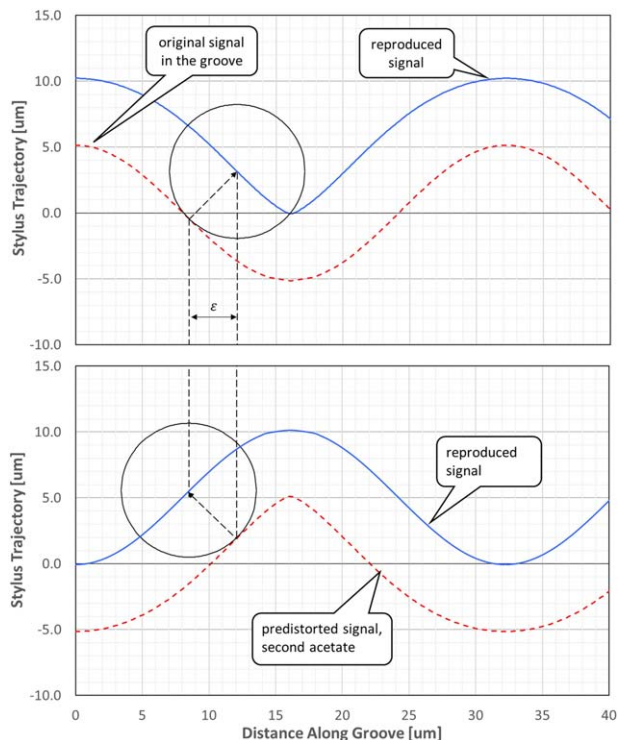 15.0
original signal
in the groove
reproduced
signal
10.0
5.0
0.0
-5.0
-10.0
Stylus Trajectory [um]
ε
15.0
10.0
reproduced
signal
5.0
0.0
-5.0
predistorted signal,
second acetate
-10.0
Stylus Trajectory [um]
0 5 10 15 20 25 30 35 40
Distance Along Groove [um]